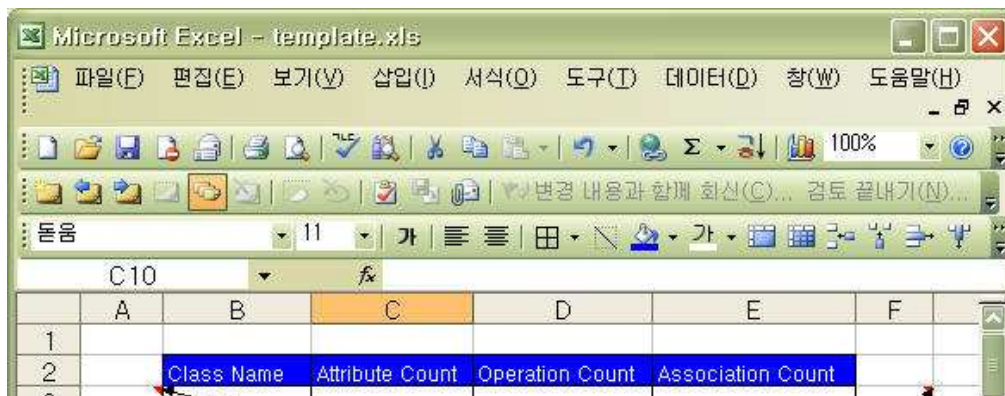 Microsoft Excel - template.xls
파일(F) 편집(E) 보기(V) 삽입(I) 서식(O) 도구(T) 데이터(D) 창(W) 도움말(H)
100%
변경 내용과 함께 회신(C)... 검토 끝내기(N)...
돋움 11 가 가
C10 fx
A B C D E F
1
2 Class Name Attribute Count Operation Count Association Count